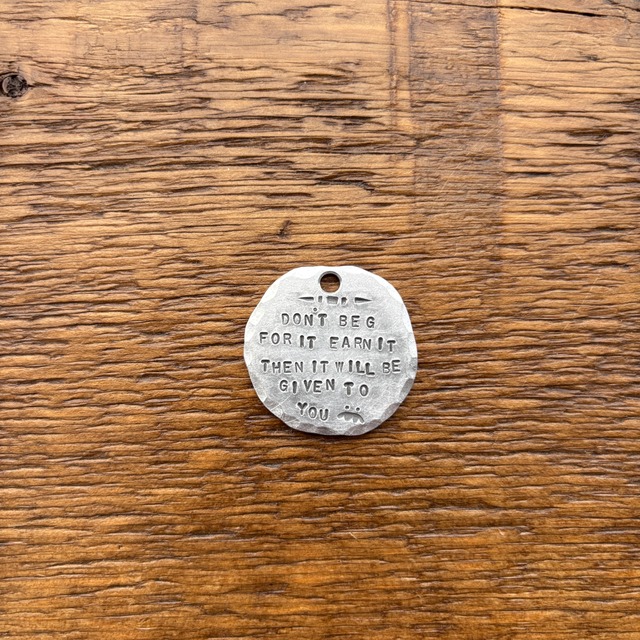 DON'T BEG
FOR IT EARN IT
THEN IT WILL BE
GIVEN TO
YOU